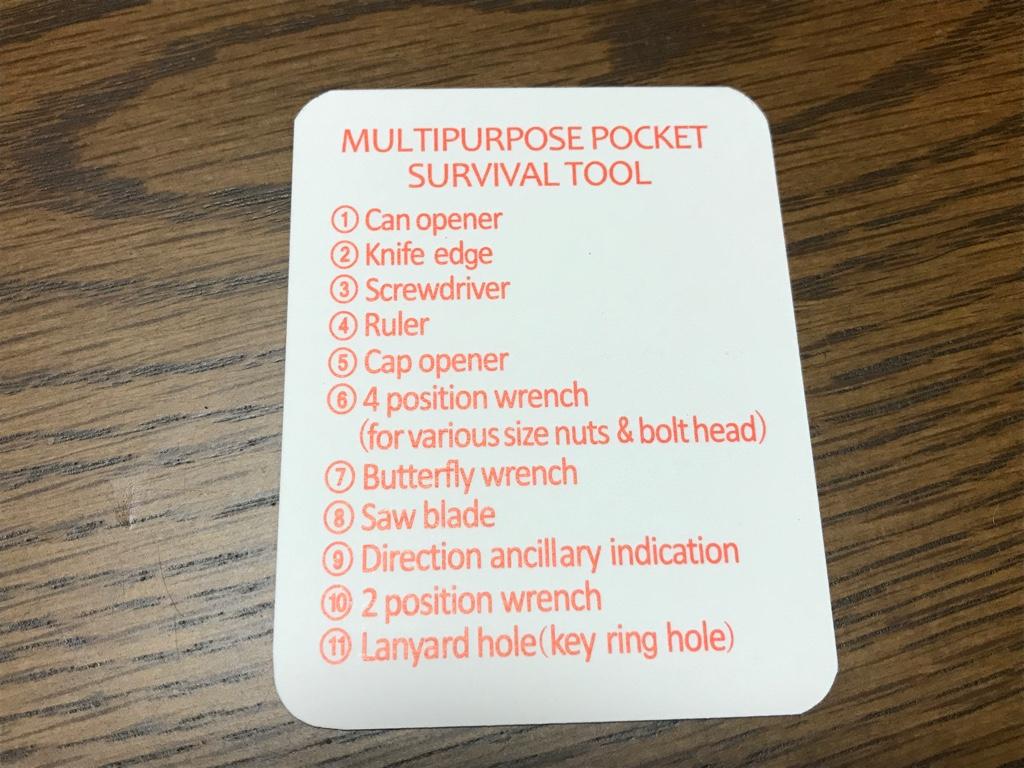 MULTIPURPOSE POCKET
SURVIVAL TOOL
① Can opener
② Knife edge
③ Screwdriver
④ Ruler
⑤ Cap opener
⑥ 4 position wrench
(for various size nuts & bolt head)
⑦ Butterfly wrench
⑧ Saw blade
⑨ Direction ancillary indication
⑩ 2 position wrench
⑪ Lanyard hole(key ring hole)